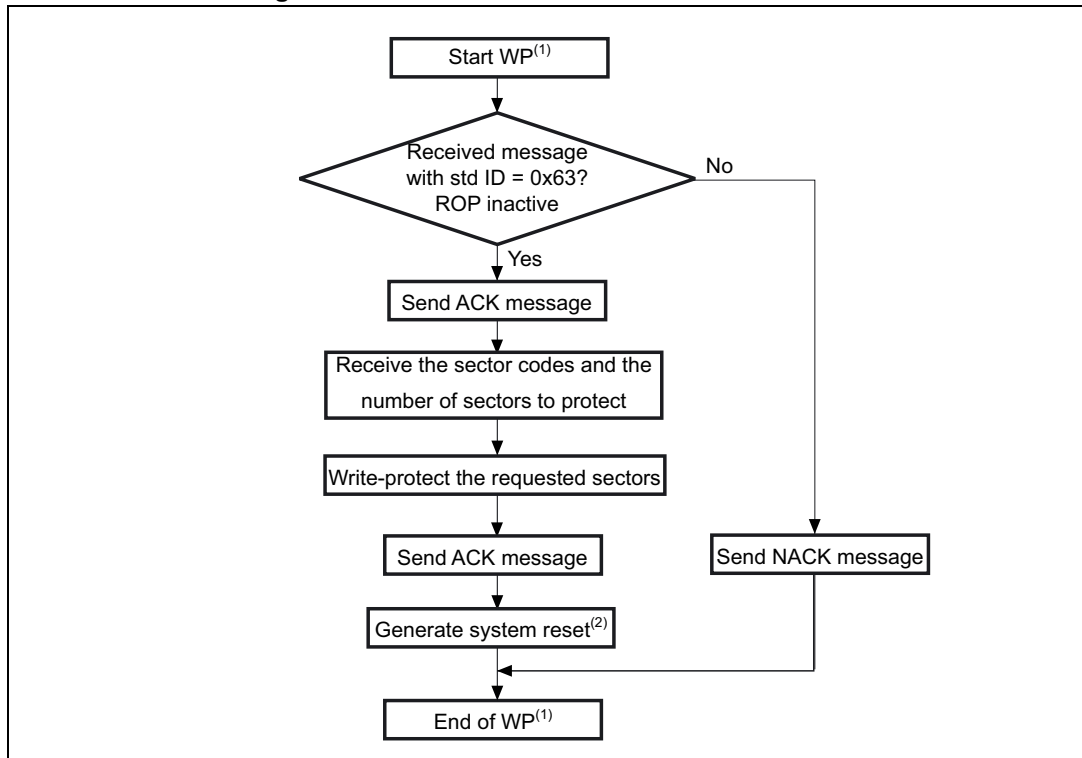 Start WP(1)
Received message
with std ID = 0x63?
ROP inactive
No
Yes
Send ACK message
Receive the sector codes and the
number of sectors to protect
Write-protect the requested sectors
Send ACK message
Send NACK message
Generate system reset(2)
End of WP(1)